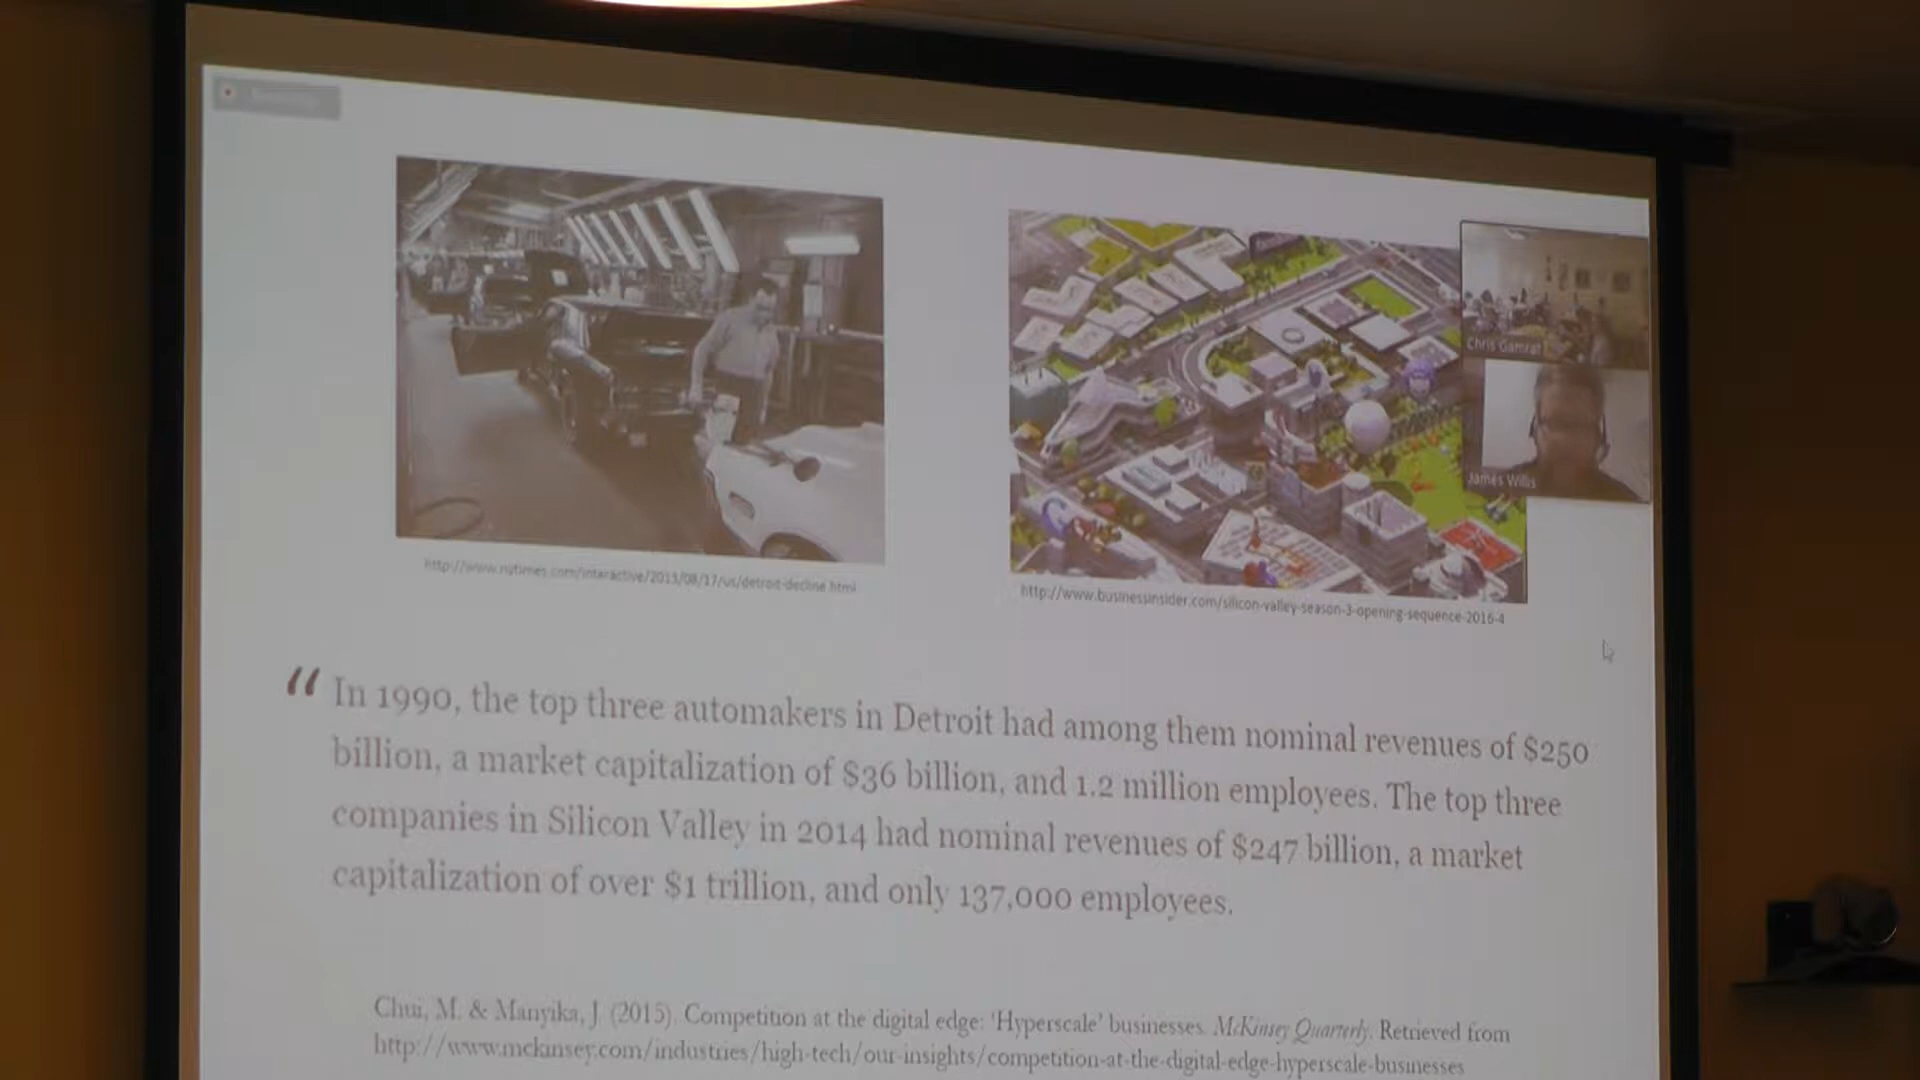 Chris Gamrat
James Willis
http://www.nytimes.com/interactive/2013/08/17/us/detroit-decline.html
http://www.businessinsider.com/silicon-valley-season-3-opening-sequence-2016-4
“ In 1990, the top three automakers in Detroit had among them nominal revenues of $250
billion, a market capitalization of $36 billion, and 1.2 million employees. The top three
companies in Silicon Valley in 2014 had nominal revenues of $247 billion, a market
capitalization of over $1 trillion, and only 137,000 employees.
Chui, M. & Manyika, J. (2015). Competition at the digital edge: ‘Hyperscale’ businesses. McKinsey Quarterly. Retrieved from
http://www.mckinsey.com/industries/high-tech/our-insights/competition-at-the-digital-edge-hyperscale-businesses